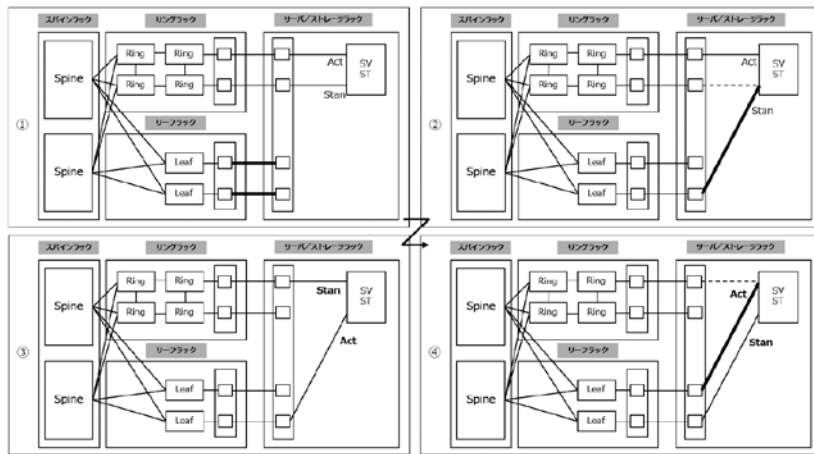 スパインラック リングラック サーバ/ストレージラック
Ring Ring
Act
SV
ST
Spine
Ring Ring
Stan
①
リーフラック
Spine
Leaf
Leaf
スパインラック リングラック サーバ/ストレージラック
Ring Ring
Act
SV
ST
Spine
Ring Ring
Stan
②
リーフラック
Spine
Leaf
Leaf
スパインラック リングラック サーバ/ストレージラック
Ring Ring
Stan
SV
ST
Spine
Ring Ring
Act
③
リーフラック
Spine
Leaf
Leaf
スパインラック リングラック サーバ/ストレージラック
Ring Ring
Act
SV
ST
Spine
Ring Ring
Stan
④
リーフラック
Spine
Leaf
Leaf